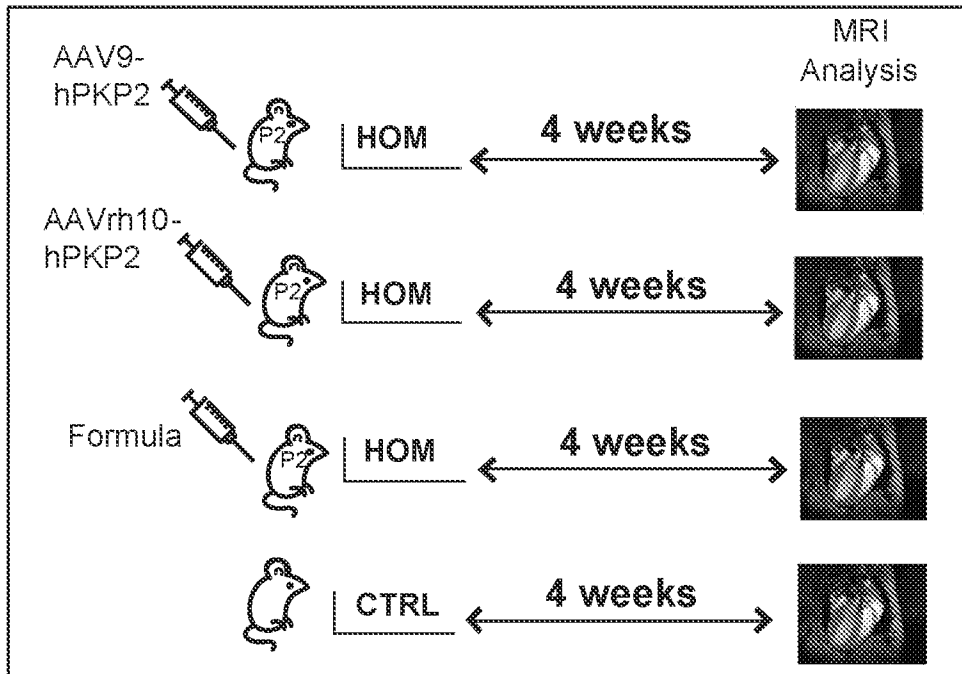 MRI
Analysis
AAV9-
hPKP2
P2
HOM
4 weeks
AAVrh10-
hPKP2
P2
HOM
4 weeks
Formula
P2
HOM
4 weeks
CTRL
4 weeks